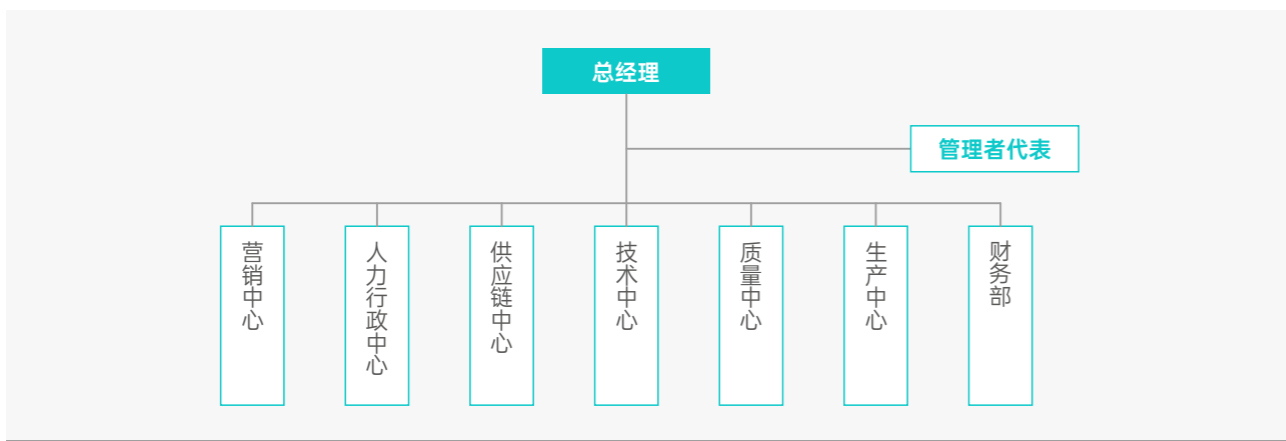 总经理
管理者代表
营销中心
人力行政中心
供应链中心
技术中心
质量中心
生产中心
财务部